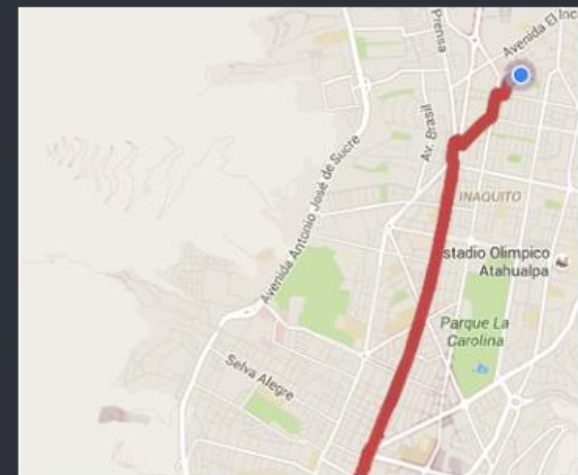 Prensa
Avenida El Inc
Av. Brasil
Avenida Antonio José de Sucre
INAQUITO
stadio Olimpico
Atahualpa
Parque La
Carolina
Selva Alegre